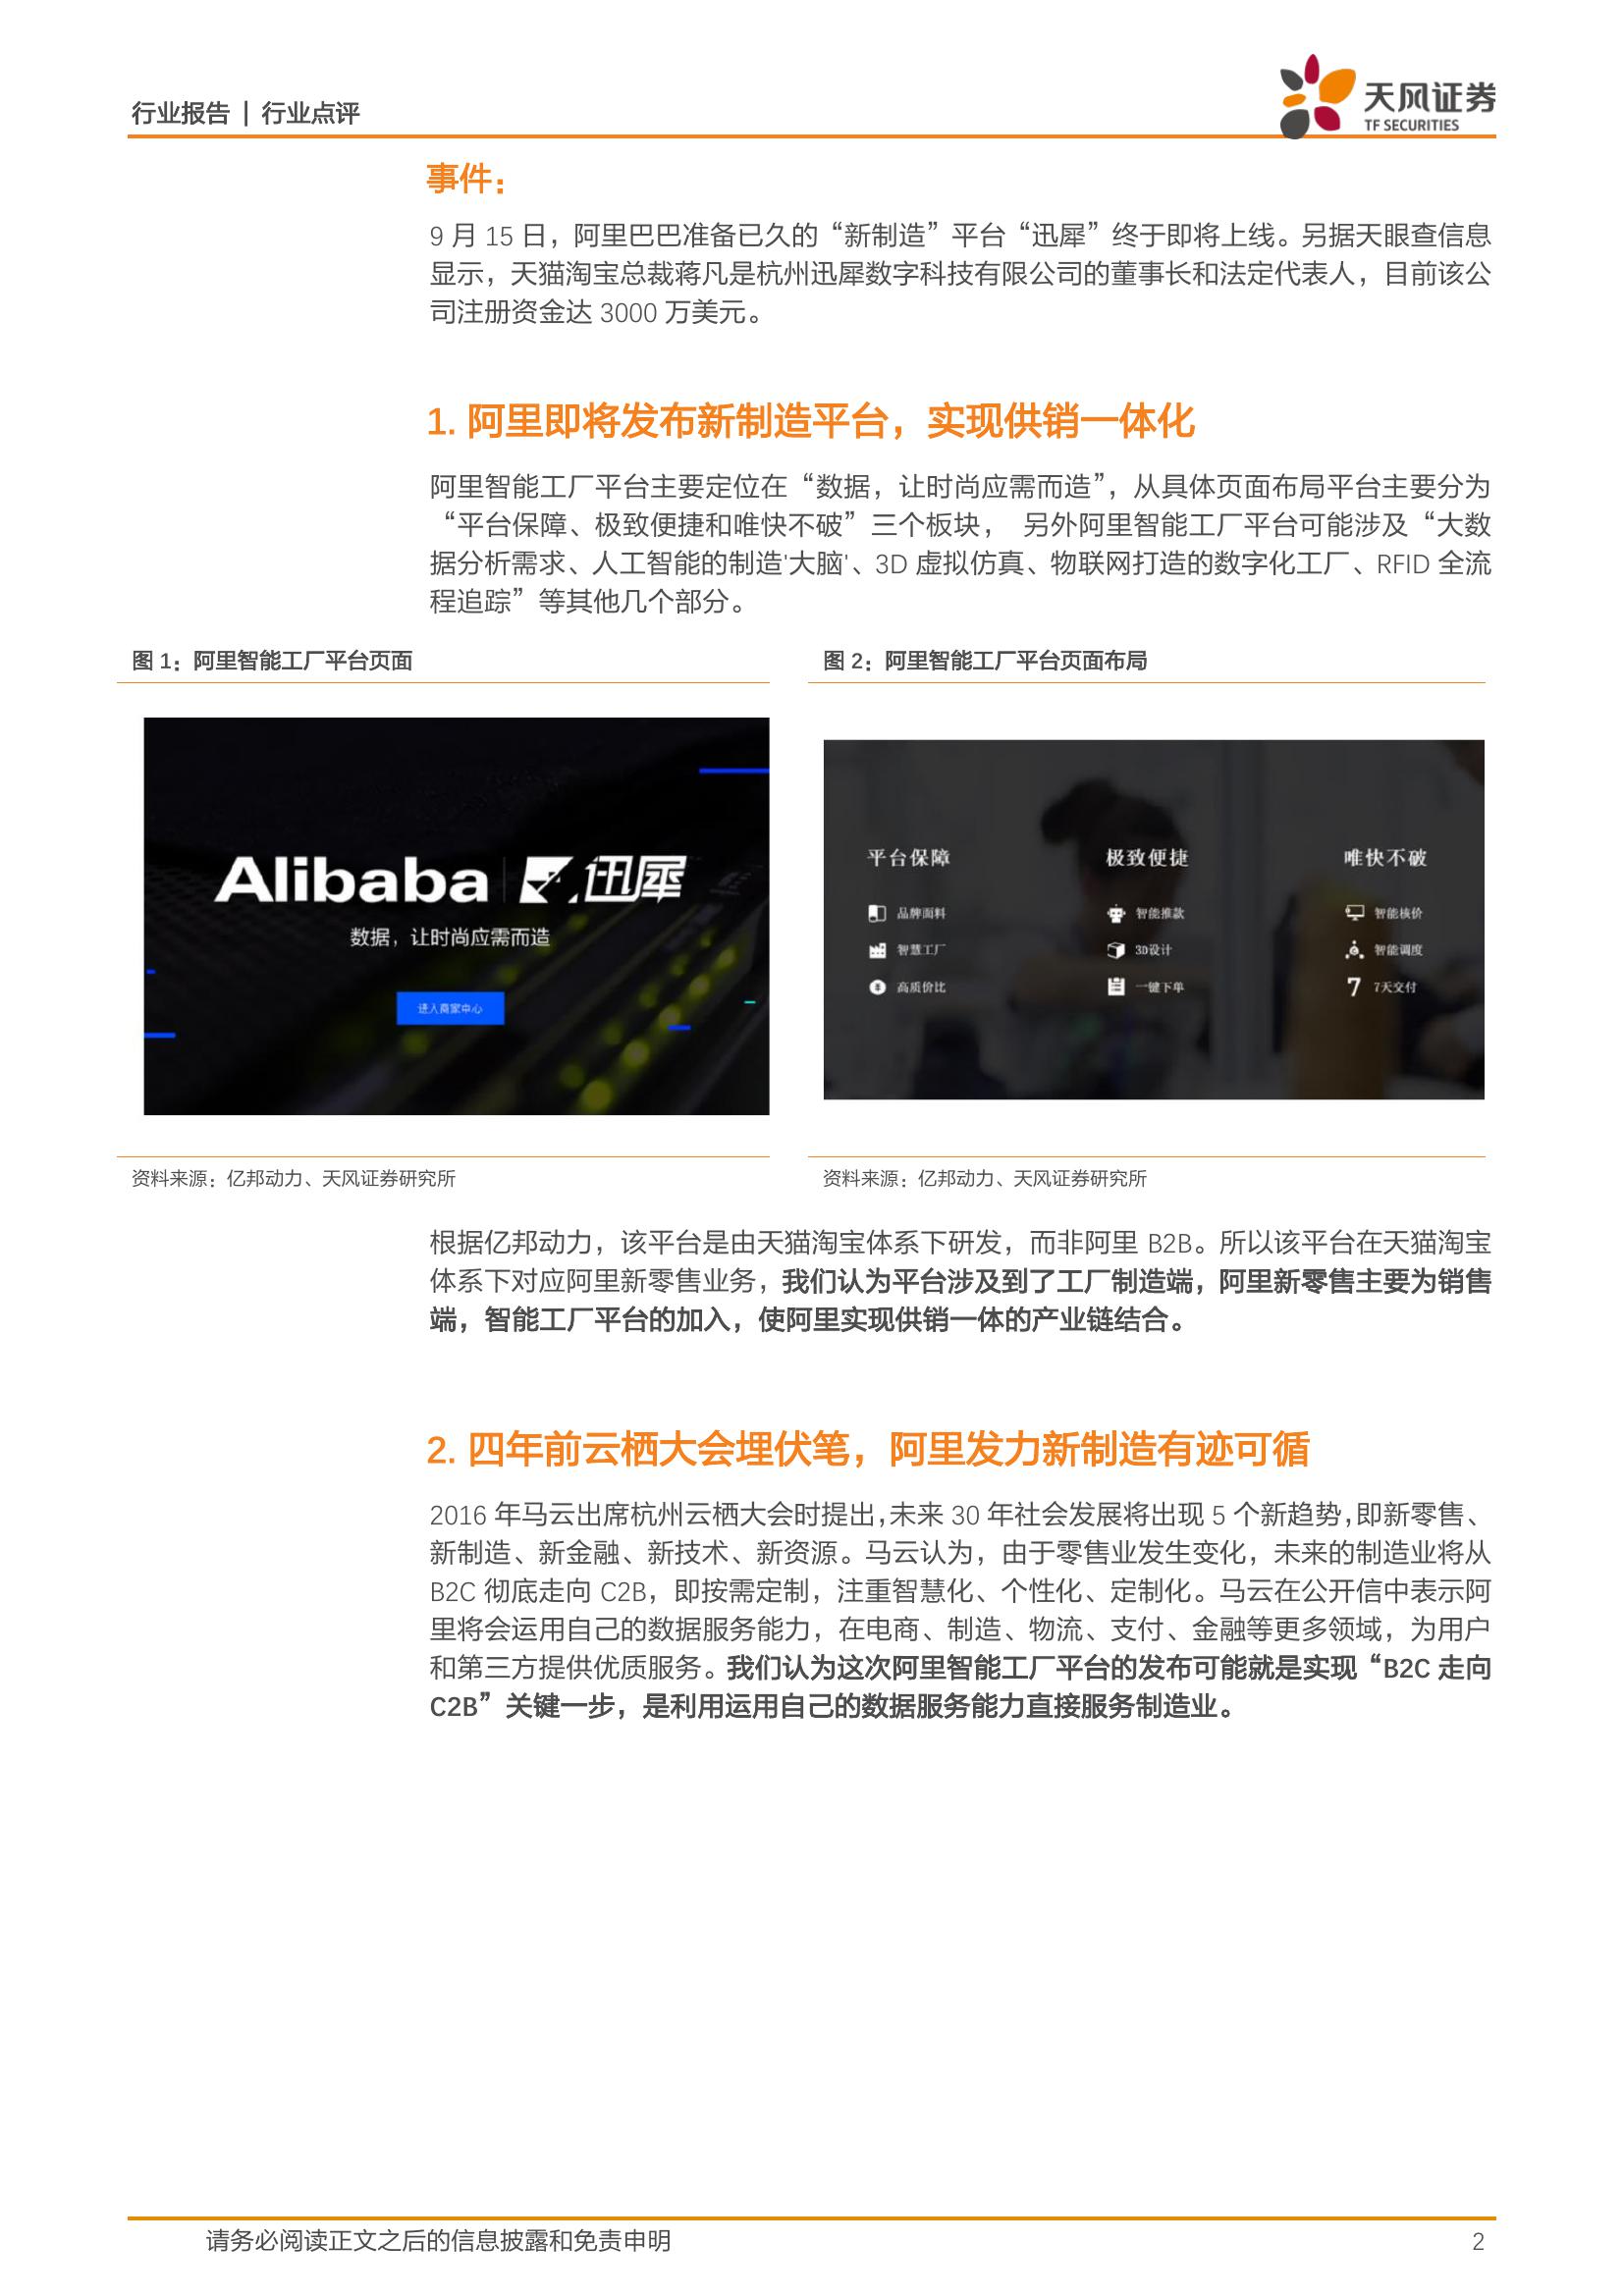 行业报告 | 行业点评
天风证券
TF SECURITIES
事件：
9 月 15 日，阿里巴巴准备已久的“新制造”平台“迅犀”终于即将上线。另据天眼查信息
显示，天猫淘宝总裁蒋凡是杭州迅犀数字科技有限公司的董事长和法定代表人，目前该公
司注册资金达 3000 万美元。
1. 阿里即将发布新制造平台，实现供销一体化
阿里智能工厂平台主要定位在“数据，让时尚应需而造”，从具体页面布局平台主要分为
“平台保障、极致便捷和唯快不破”三个板块， 另外阿里智能工厂平台可能涉及“大数
据分析需求、人工智能的制造'大脑'、3D 虚拟仿真、物联网打造的数字化工厂、RFID 全流
程追踪”等其他几个部分。
图 1：阿里智能工厂平台页面
Alibaba 迅犀
数据，让时尚应需而造
进入商家中心
资料来源：亿邦动力、天风证券研究所
图 2：阿里智能工厂平台页面布局
平台保障
品牌面料
智慧工厂
高质价比
极致便捷
智能推款
3D设计
一键下单
唯快不破
智能核价
智能调度
7 7天交付
资料来源：亿邦动力、天风证券研究所
根据亿邦动力，该平台是由天猫淘宝体系下研发，而非阿里 B2B。所以该平台在天猫淘宝
体系下对应阿里新零售业务，我们认为平台涉及到了工厂制造端，阿里新零售主要为销售
端，智能工厂平台的加入，使阿里实现供销一体的产业链结合。
2. 四年前云栖大会埋伏笔，阿里发力新制造有迹可循
2016 年马云出席杭州云栖大会时提出，未来 30 年社会发展将出现 5 个新趋势，即新零售、
新制造、新金融、新技术、新资源。马云认为，由于零售业发生变化，未来的制造业将从
B2C 彻底走向 C2B，即按需定制，注重智慧化、个性化、定制化。马云在公开信中表示阿
里将会运用自己的数据服务能力，在电商、制造、物流、支付、金融等更多领域，为用户
和第三方提供优质服务。我们认为这次阿里智能工厂平台的发布可能就是实现“B2C 走向
C2B”关键一步，是利用运用自己的数据服务能力直接服务制造业。
请务必阅读正文之后的信息披露和免责申明
2